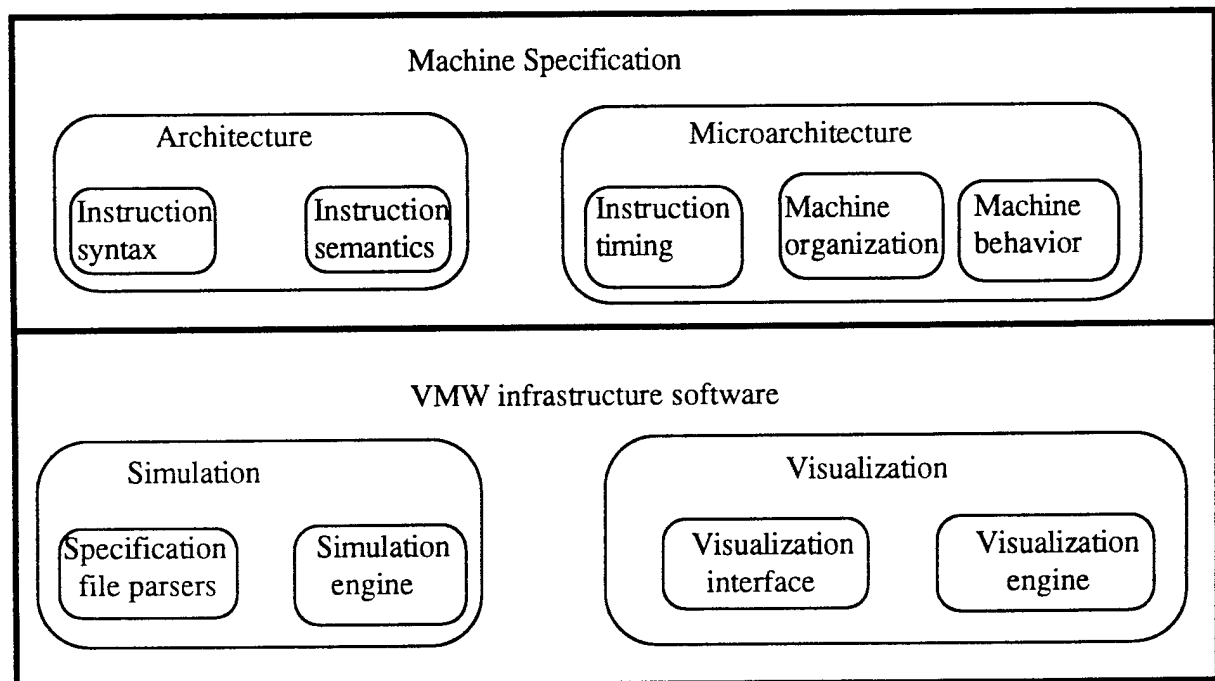 Machine Specification
Architecture
Microarchitecture
Instruction
syntax
Instruction
semantics
Instruction
timing
Machine
organization
Machine
behavior
VMW infrastructure software
Simulation
Visualization
Specification
file parsers
Simulation
engine
Visualization
interface
Visualization
engine